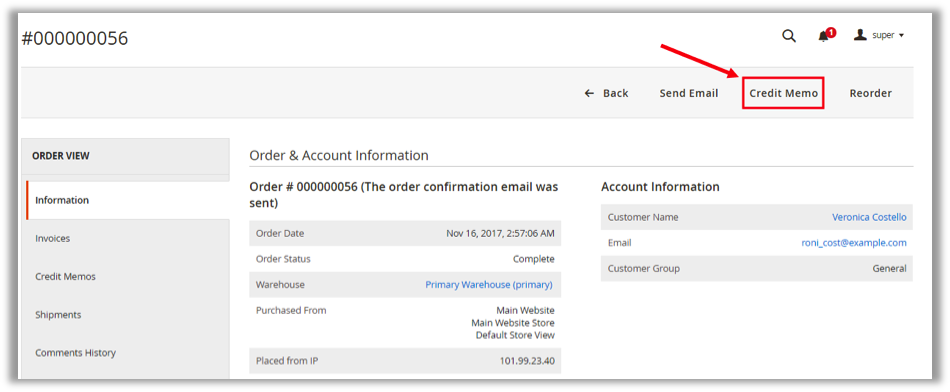 #000000056
1
super
Back
Send Email
Credit Memo
Reorder
ORDER VIEW
Information
Invoices
Credit Memos
Shipments
Comments History
Order & Account Information
Order # 000000056 (The order confirmation email was
sent)
Order Date Nov 16, 2017, 2:57:06 AM
Order Status Complete
Warehouse Primary Warehouse (primary)
Purchased From Main Website
Main Website Store
Default Store View
Placed from IP 101.99.23.40
Account Information
Customer Name Veronica Costello
Email roni_cost@example.com
Customer Group General